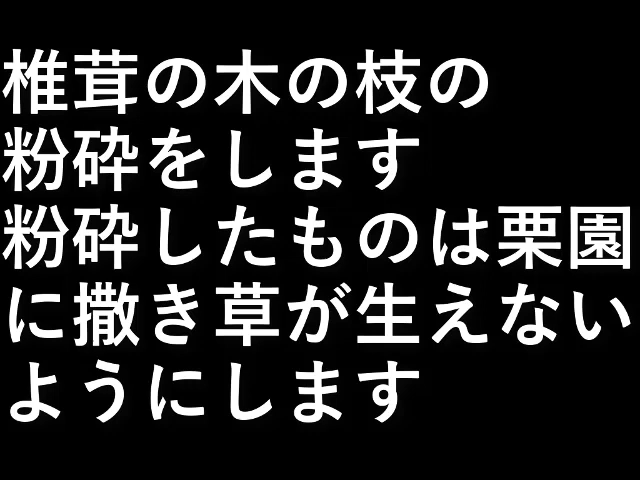 椎茸の木の枝の
粉砕をします
粉砕したものは栗園
に撒き草が生えない
ようにします